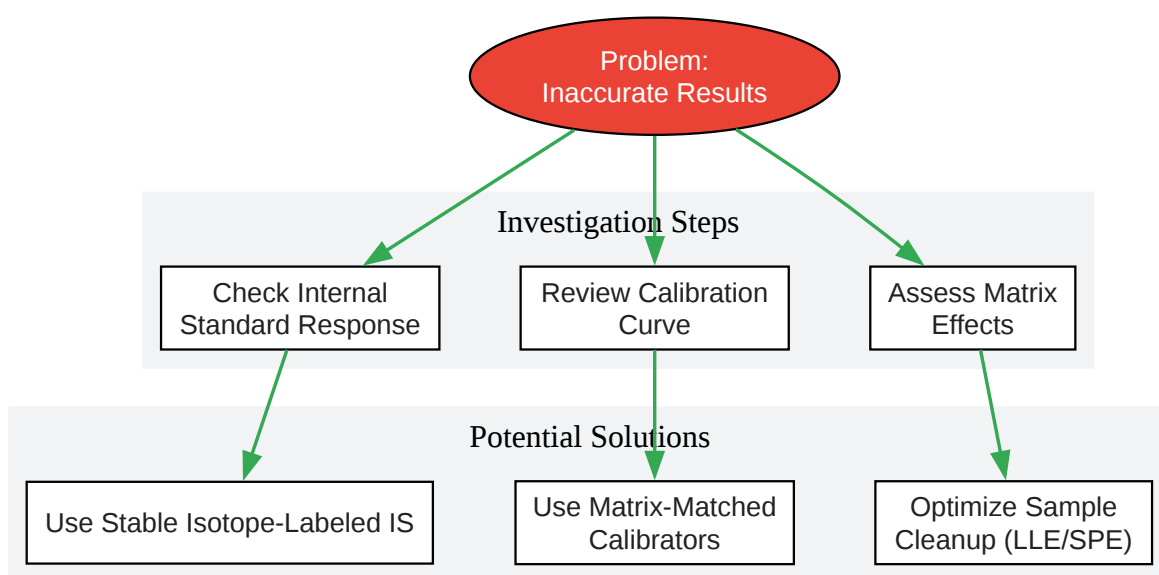 Problem:
Inaccurate Results
Investigation Steps
Check Internal
Standard Response
Review Calibration
Curve
Assess Matrix
Effects
Potential Solutions
Use Stable Isotope-Labeled IS
Use Matrix-Matched
Calibrators
Optimize Sample
Cleanup (LLE/SPE)